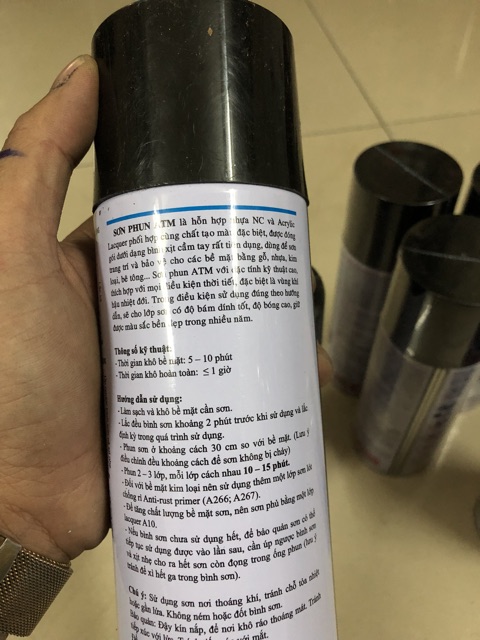 SƠN PHUN ATM là hỗn hợp nhựa NC và Acrylic
Lacquer phối hợp cùng chất tạo màu đặc biệt, được đóng
gói dưới dạng bình xịt cầm tay rất tiện dụng, dùng để sơn
trang trí và bảo vệ cho các bề mặt bằng gỗ, nhựa, kim
loại, bê tông... Sơn phun ATM với đặc tính kỹ thuật cao,
thích hợp với mọi điều kiện thời tiết, đặc biệt là vùng khí
hậu nhiệt đới. Trong điều kiện sử dụng đúng theo hướng
dẫn, sẽ cho lớp sơn có độ bám dính tốt, độ bóng cao, giữ
được màu sắc bền đẹp trong nhiều năm.
Thông số kỹ thuật:
- Thời gian khô bề mặt: 5 – 10 phút
- Thời gian khô hoàn toàn: ≤ 1 giờ
Hướng dẫn sử dụng:
- Làm sạch và khô bề mặt cần sơn.
- Lắc đều bình sơn khoảng 2 phút trước khi sử dụng và lắc
định kỳ trong quá trình sử dụng.
- Phun sơn ở khoảng cách 30 cm so với bề mặt. (Lưu ý
điều chỉnh đều khoảng cách để sơn không bị chảy)
- Phun 2 – 3 lớp, mỗi lớp cách nhau 10 – 15 phút.
- Đối với bề mặt kim loại nên sử dụng thêm một lớp sơn lót
chống rỉ Anti-rust primer (A266; A267).
- Để tăng chất lượng bề mặt sơn, nên sơn phủ bằng một lớp
lacquer A10.
- Nếu bình sơn chưa sử dụng hết, để bảo quản sơn có thể
tiếp tục sử dụng được vào lần sau, cần úp ngược bình sơn
và xịt nhẹ cho ra hết sơn còn đọng trong ống phun (lưu ý
tránh để xì hết ga trong bình sơn).
Chú ý: Sử dụng sơn nơi thoáng khí, tránh chỗ tỏa nhiệt
hoặc gần lửa. Không ném hoặc đốt bình sơn.
Bảo quản: Đậy kín nắp, để nơi khô ráo thoáng mát. Tránh